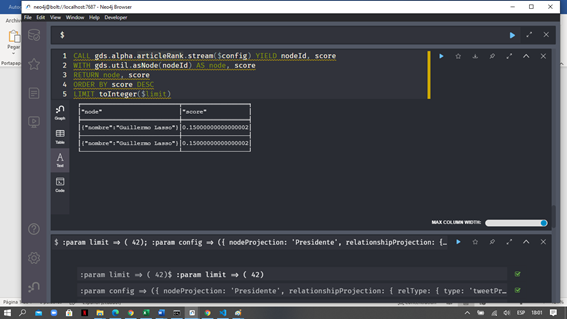 neo4j@bolt://localhost:7687 - Neo4j Browser
File Edit View Window Help Developer
$
1 CALL gds.alpha.articleRank.stream($config) YIELD nodeId, score
2 WITH gds.util.asNode(nodeId) AS node, score
3 RETURN node, score
4 ORDER BY score DESC
5 LIMIT toInteger($limit)
Graph
Table
Text
Code
"node" "score"
{"nombre":"Guillermo Lasso"} 0.15000000000000002
{"nombre":"Guillermo Lasso"} 0.15000000000000002
MAX COLUMN WIDTH:
$ :param limit ⇒ ( 42); :param config ⇒ ({ nodeProjection: 'Presidente', relationshipProjection: {…
:param limit ⇒ ( 42)$ :param limit ⇒ ( 42)
:param config ⇒ ({ nodeProjection: 'Presidente', relationshipProjection: { relType: { type: 'tweetPr…
ESP 18:01